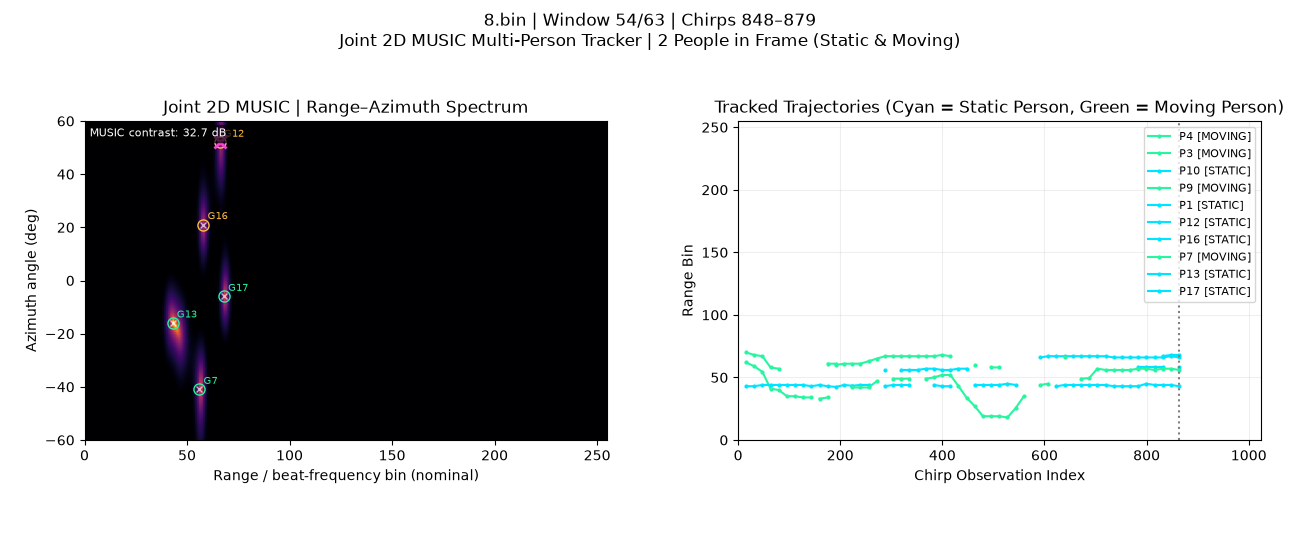 8.bin | Window 54/63 | Chirps 848–879
Joint 2D MUSIC Multi-Person Tracker | 2 People in Frame (Static & Moving)
Joint 2D MUSIC | Range–Azimuth Spectrum
MUSIC contrast: 32.7 dB
G12
G16
G17
G13
G7
60
40
20
0
−20
−40
−60
Azimuth angle (deg)
0
50
100
150
200
250
Range / beat-frequency bin (nominal)
Tracked Trajectories (Cyan = Static Person, Green = Moving Person)
P4 [MOVING]
P3 [MOVING]
P10 [STATIC]
P9 [MOVING]
P1 [STATIC]
P12 [STATIC]
P16 [STATIC]
P7 [MOVING]
P13 [STATIC]
P17 [STATIC]
250
200
150
100
50
0
Range Bin
0
200
400
600
800
1000
Chirp Observation Index